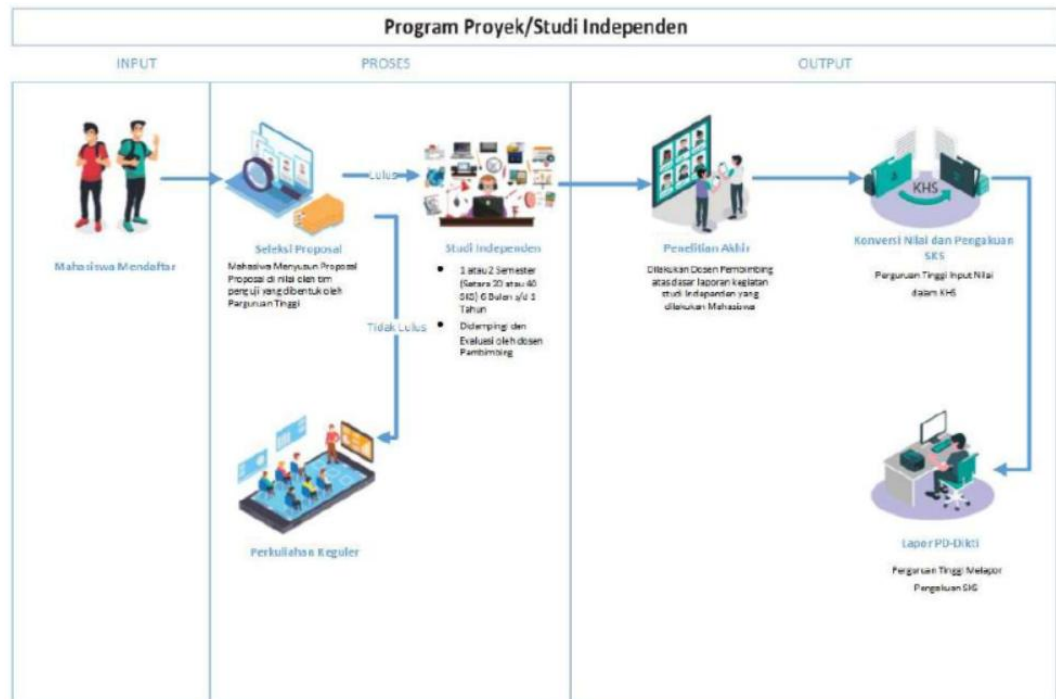 Program Proyek/Studi Independen
INPUT
PROSES
OUTPUT
Mahasiswa Mendaftar
Lulus
Seleksi Proposal
Mahasiswa Menyusun Proposal
Proposal di nilai oleh tim
penguji yang dibentuk oleh
Perguruan Tinggi
Tidak Lulus
Perkuliahan Reguler
Studi Independen
• 1 atau 2 Semester
(Setara 20 atau 40
SKS) 6 Bulan s/d 1
Tahun
• Didampingi dan
Evaluasi oleh dosen
Pambimbing
Penelitian Akhir
Dilakukan Dosen Pembimbing
atas dasar laporan kegiatan
studi Independen yang
dilakukan Mahasiswa
KHS
Konversi Nilai dan Pengakuan
SKS
Perguruan Tinggi Input Nilai
dalam KHS
Lapor PD-Dikti
Perguruan Tinggi Melapor
Pengakuan SKS